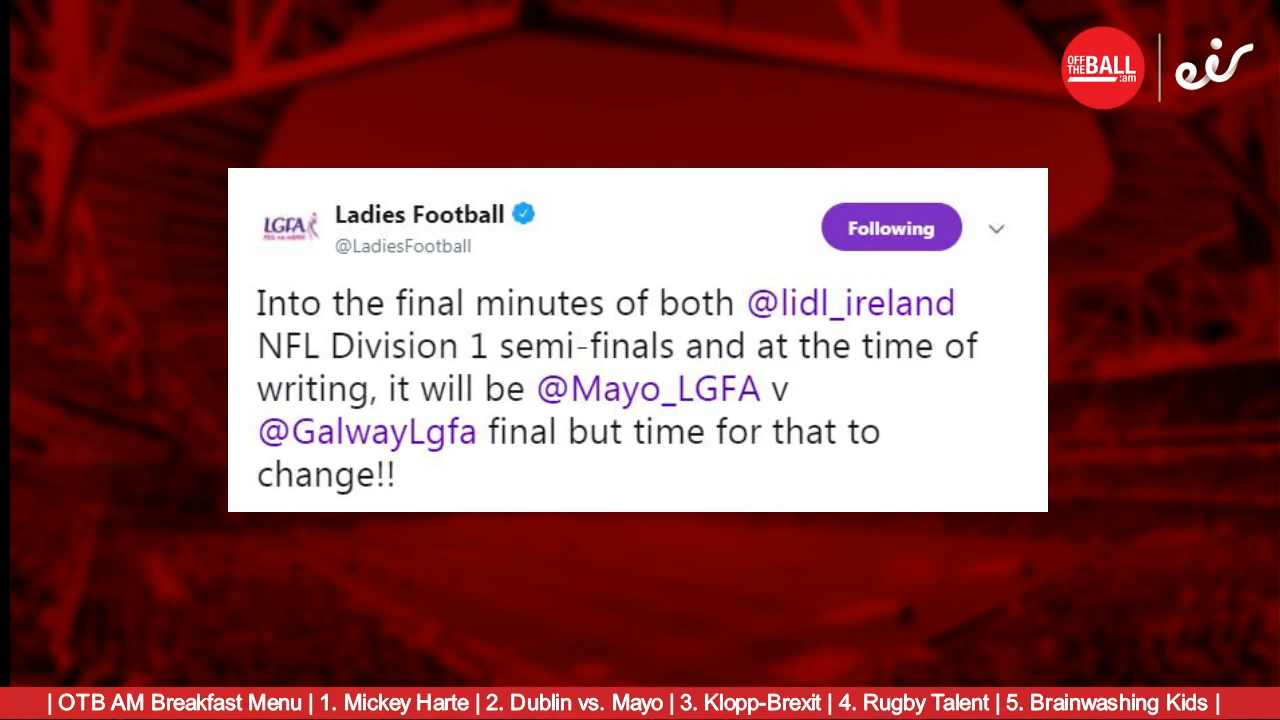 OFF
THE BALL
:am
eir
LGFA
Ladies Football
@LadiesFootball
Following
Into the final minutes of both @lidl_ireland
NFL Division 1 semi-finals and at the time of
writing, it will be @Mayo_LGFA v
@GalwayLgfa final but time for that to
change!!
| OTB AM Breakfast Menu | 1. Mickey Harte | 2. Dublin vs. Mayo | 3. Klopp-Brexit | 4. Rugby Talent | 5. Brainwashing Kids |